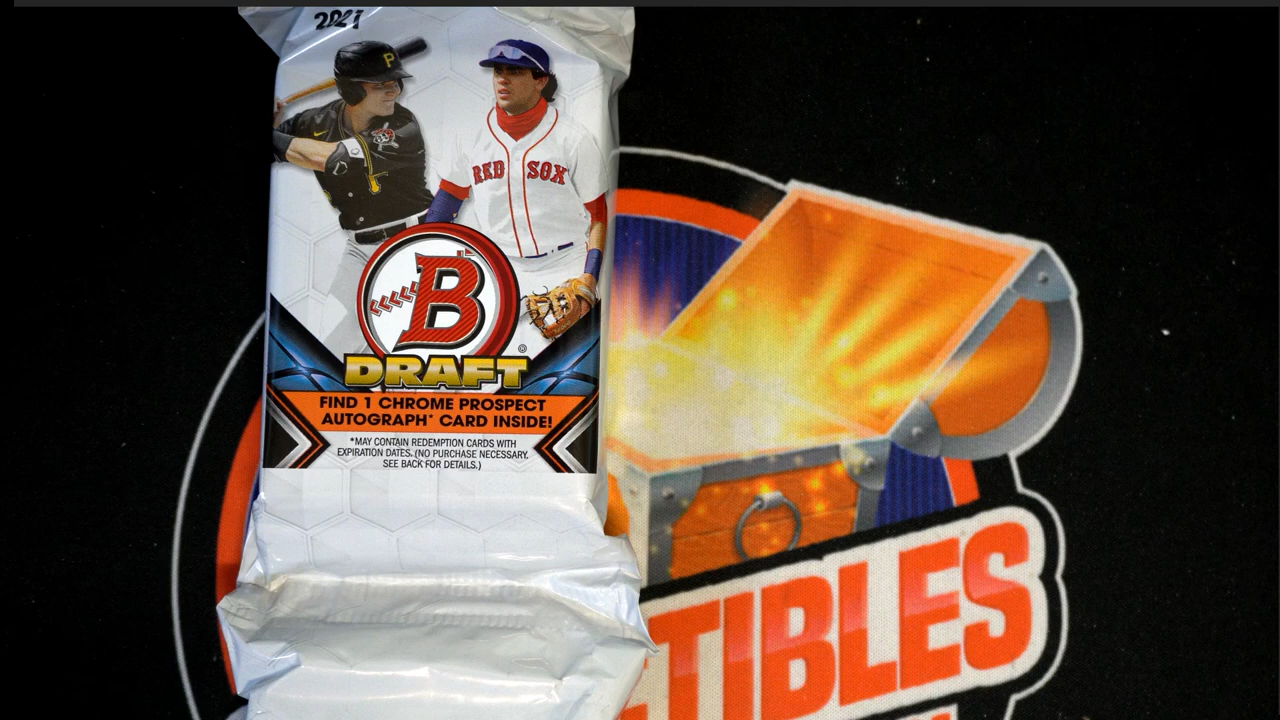 2021
P
RED SOX
B
DRAFT
®
FIND 1 CHROME PROSPECT
AUTOGRAPH* CARD INSIDE!
*MAY CONTAIN REDEMPTION CARDS WITH
EXPIRATION DATES. (NO PURCHASE NECESSARY.
SEE BACK FOR DETAILS.)
TIBLES